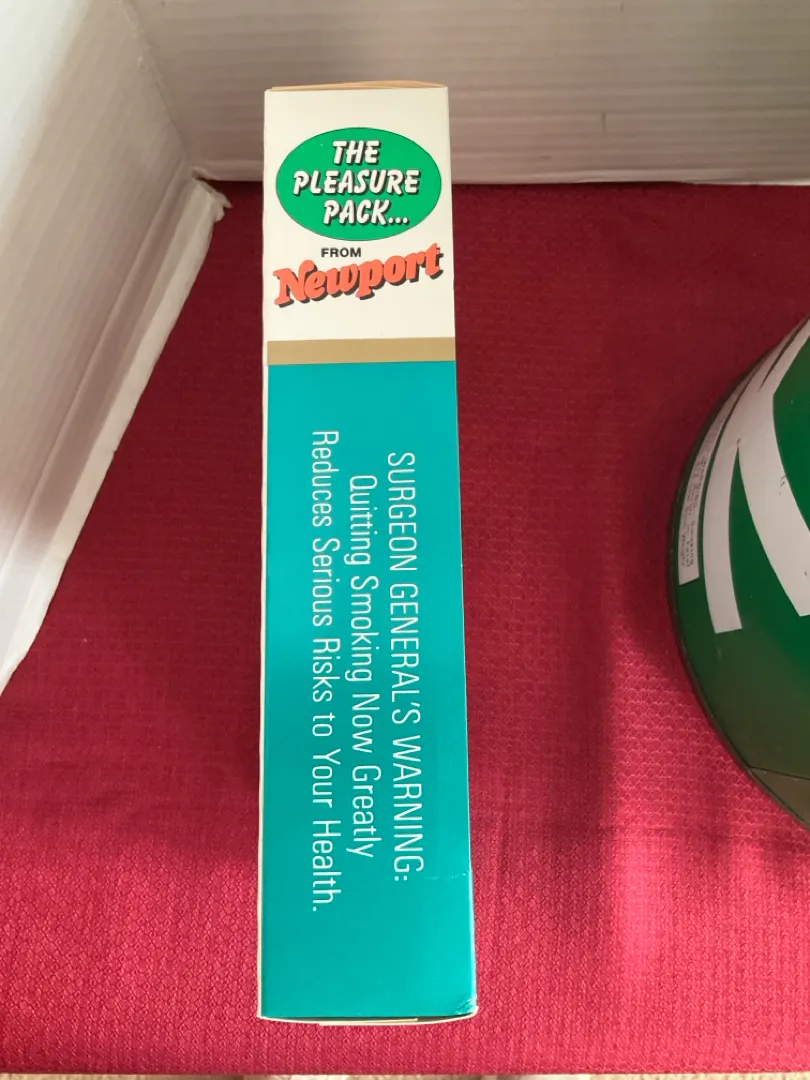 THE
PLEASURE
PACK...
FROM
Newport
SURGEON GENERAL'S WARNING:
Quitting Smoking Now Greatly
Reduces Serious Risks to Your Health.